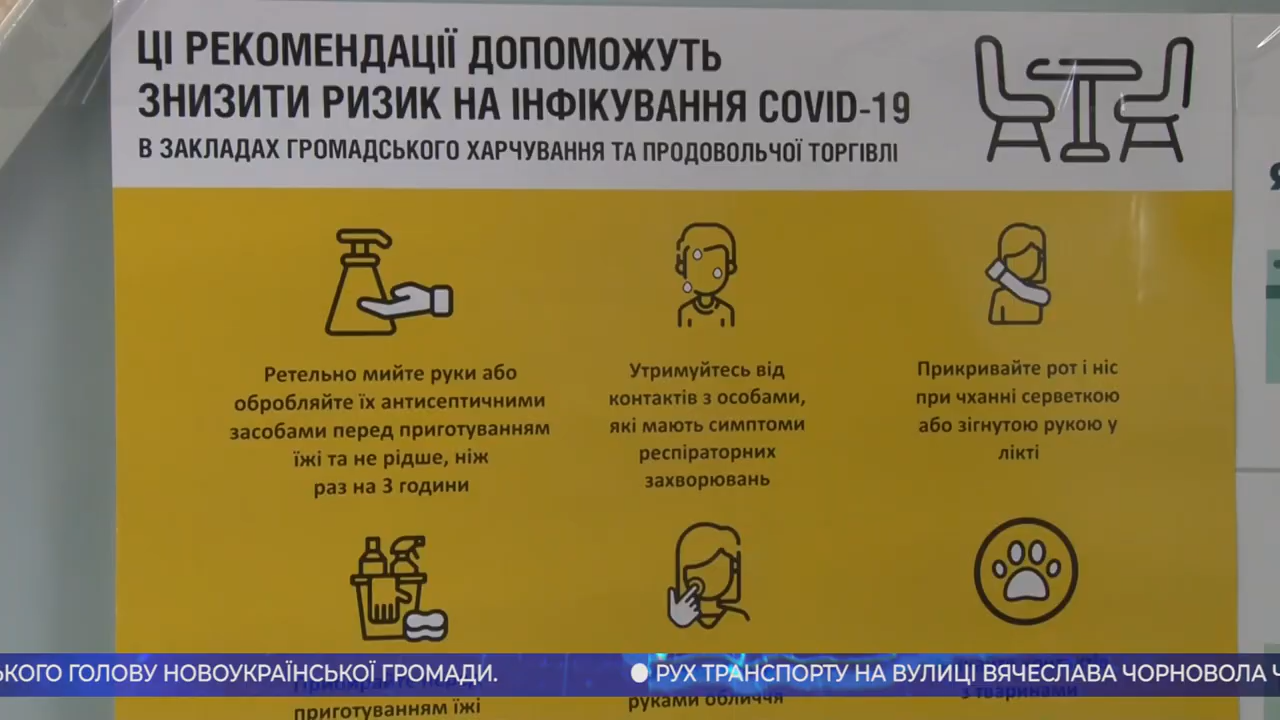 ЦІ РЕКОМЕНДАЦІЇ ДОПОМОЖУТЬ
ЗНИЗИТИ РИЗИК НА ІНФІКУВАННЯ COVID-19
В ЗАКЛАДАХ ГРОМАДСЬКОГО ХАРЧУВАННЯ ТА ПРОДОВОЛЬЧОЇ ТОРГІВЛІ
Ретельно мийте руки або
обробляйте їх антисептичними
засобами перед приготуванням
їжі та не рідше, ніж
раз на 3 години
Утримуйтесь від
контактів з особами,
які мають симптоми
респіраторних
захворювань
Прикривайте рот і ніс
при чханні серветкою
або зігнутою рукою у
лікті
приготуванням їжі
руками обличчя
з тваринами
ЬКОГО ГОЛОВУ НОВОУКРАЇНСЬКОЇ ГРОМАДИ.
РУХ ТРАНСПОРТУ НА ВУЛИЦІ ВЯЧЕСЛАВА ЧОРНОВОЛА Ч